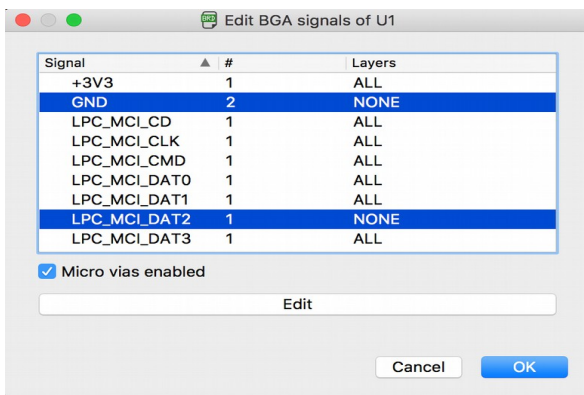 BRD Edit BGA signals of U1
Signal # Layers
+3V3 1 ALL
GND 2 NONE
LPC_MCI_CD 1 ALL
LPC_MCI_CLK 1 ALL
LPC_MCI_CMD 1 ALL
LPC_MCI_DAT0 1 ALL
LPC_MCI_DAT1 1 ALL
LPC_MCI_DAT2 1 NONE
LPC_MCI_DAT3 1 ALL
Micro vias enabled
Edit
Cancel OK